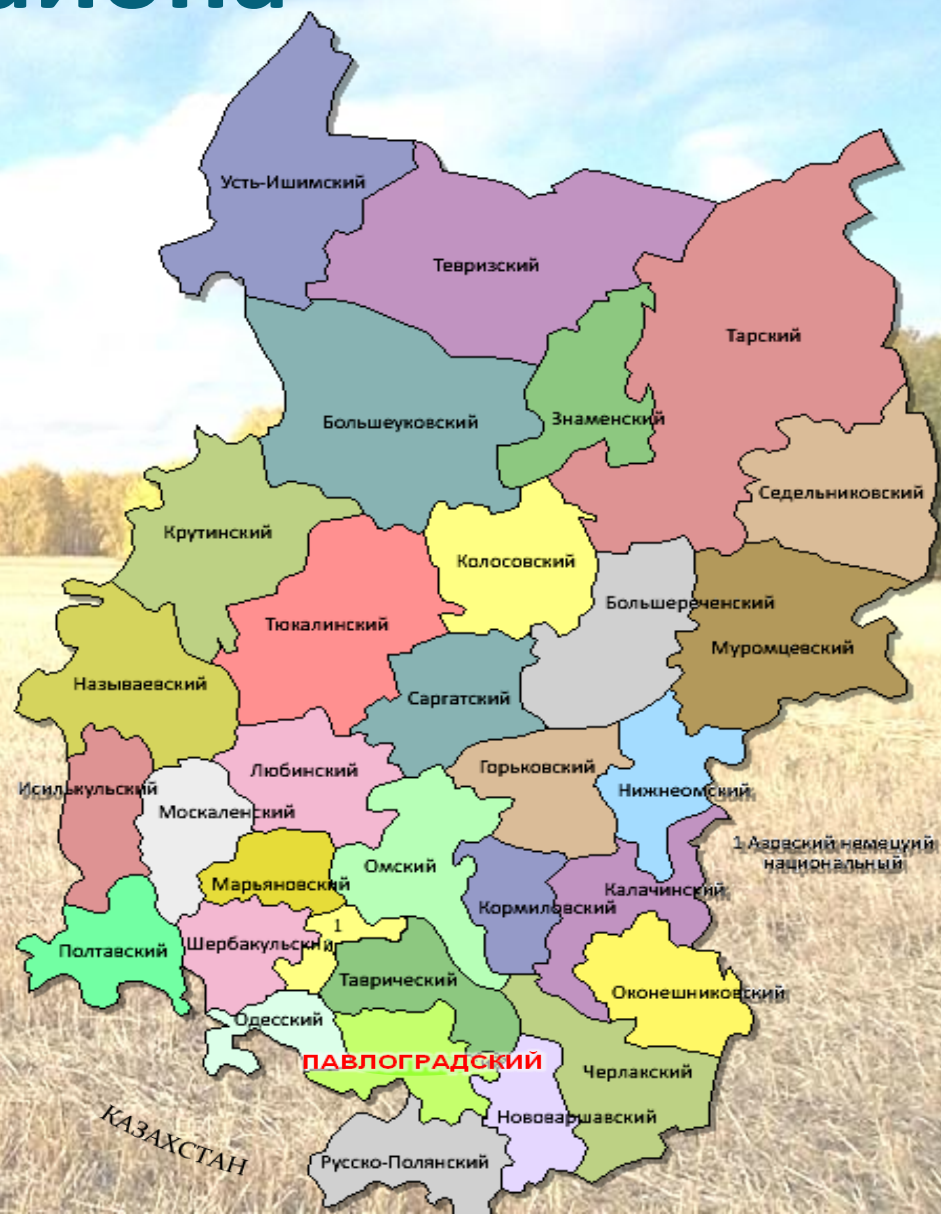 Усть-Ишимский
Тевризский
Тарский
Большеуковский
Знаменский
Седельниковский
Крутинский
Колосовский
Большереченский
Тюкалинский
Муромцевский
Называевский
Саргатский
Любинский
Горьковский
Исилькульский
Нижнеомский
Москаленский
1 Азовский немецуий
национальный
Омский
Марьяновский
Калачинский
Кормиловский
1
Полтавский
Шербакульский
Таврический
Оконешниковский
Одесский
ПАВЛОГРАДСКИЙ
Черлакский
Нововаршавский
КАЗАХСТАН
Русско-Полянский